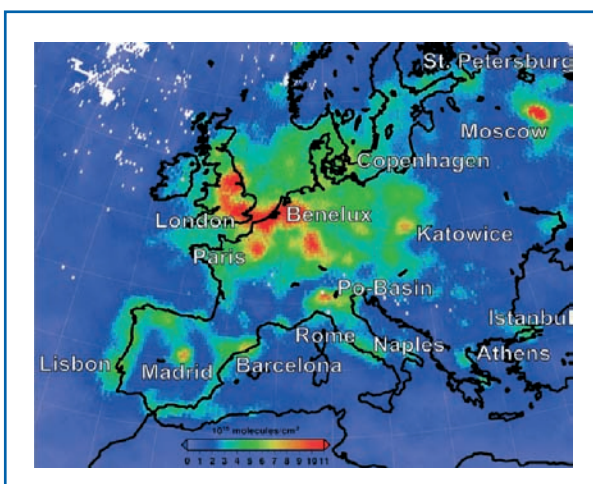 St. Petersburg
Moscow
Copenhagen
London
Benelux
Katowice
Paris
Po-Basin
Istanbul
Rome
Naples
Athens
Lisbon
Madrid
Barcelona
molecules/cm²
0 1 2 3 4 5 6 7 8 9 10 11